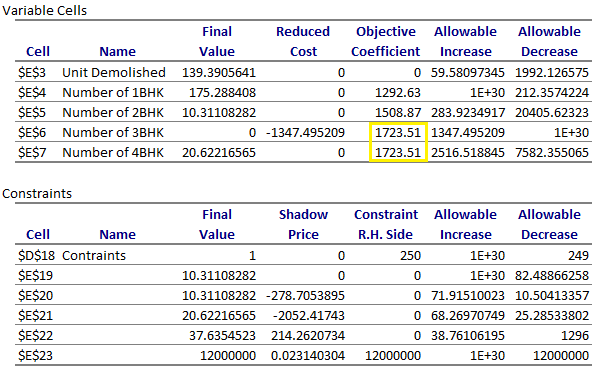 Variable Cells
Final Reduced Objective Allowable Allowable
Cell Name Value Cost Coefficient Increase Decrease
$E$3 Unit Demolished 139.3905641 0 0 59.58097345 1992.126575
$E$4 Number of 1BHK 175.288408 0 1292.63 1E+30 212.3574224
$E$5 Number of 2BHK 10.31108282 0 1508.87 283.9234917 20405.62323
$E$6 Number of 3BHK 0 -1347.495209 1723.51 1347.495209 1E+30
$E$7 Number of 4BHK 20.62216565 0 1723.51 2516.518845 7582.355065
Constraints
Final Shadow Constraint Allowable Allowable
Cell Name Value Price R.H. Side Increase Decrease
$D$18 Contraints 1 0 250 1E+30 249
$E$19 10.31108282 0 0 1E+30 82.48866258
$E$20 10.31108282 -278.7053895 0 71.91510023 10.50413357
$E$21 20.62216565 -2052.41743 0 68.26970749 25.28533802
$E$22 37.6354523 214.2620734 0 38.76106195 1296
$E$23 12000000 0.023140304 12000000 1E+30 12000000